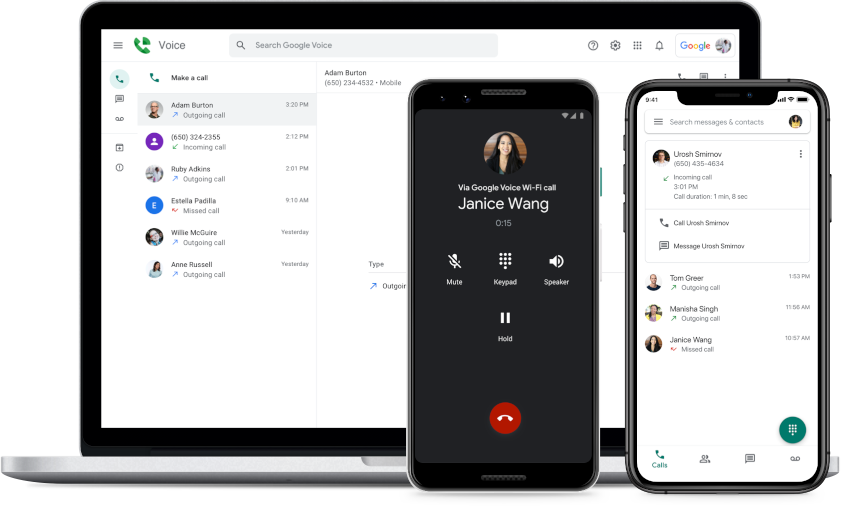 Voice
Search Google Voice
Google
Make a call
Adam Burton
3:20 PM
Outgoing call
(650) 324-2355
2:12 PM
Incoming call
Ruby Adkins
2:01 PM
Outgoing call
E
Estella Padilla
9:10 AM
Missed call
Willie McGuire
Yesterday
Outgoing call
Anne Russell
Yesterday
Outgoing call
Adam Burton
(650) 234-4532 • Mobile
Type
Via Google Voice Wi-Fi call
Janice Wang
0:15
Mute
Keypad
Speaker
Hold
9:41
Search messages & contacts
Urosh Smirnov
(650) 435-4634
Incoming call
3:01 PM
Call duration: 1 min, 8 sec
Call Urosh Smirnov
Message Urosh Smirnov
Tom Greer
1:53 PM
Outgoing call
Manisha Singh
11:56 AM
Outgoing call
Janice Wang
10:57 AM
Missed call
Calls